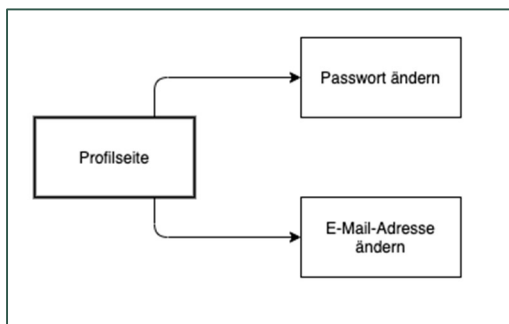 Passwort ändern
Profilseite
E-Mail-Adresse
ändern